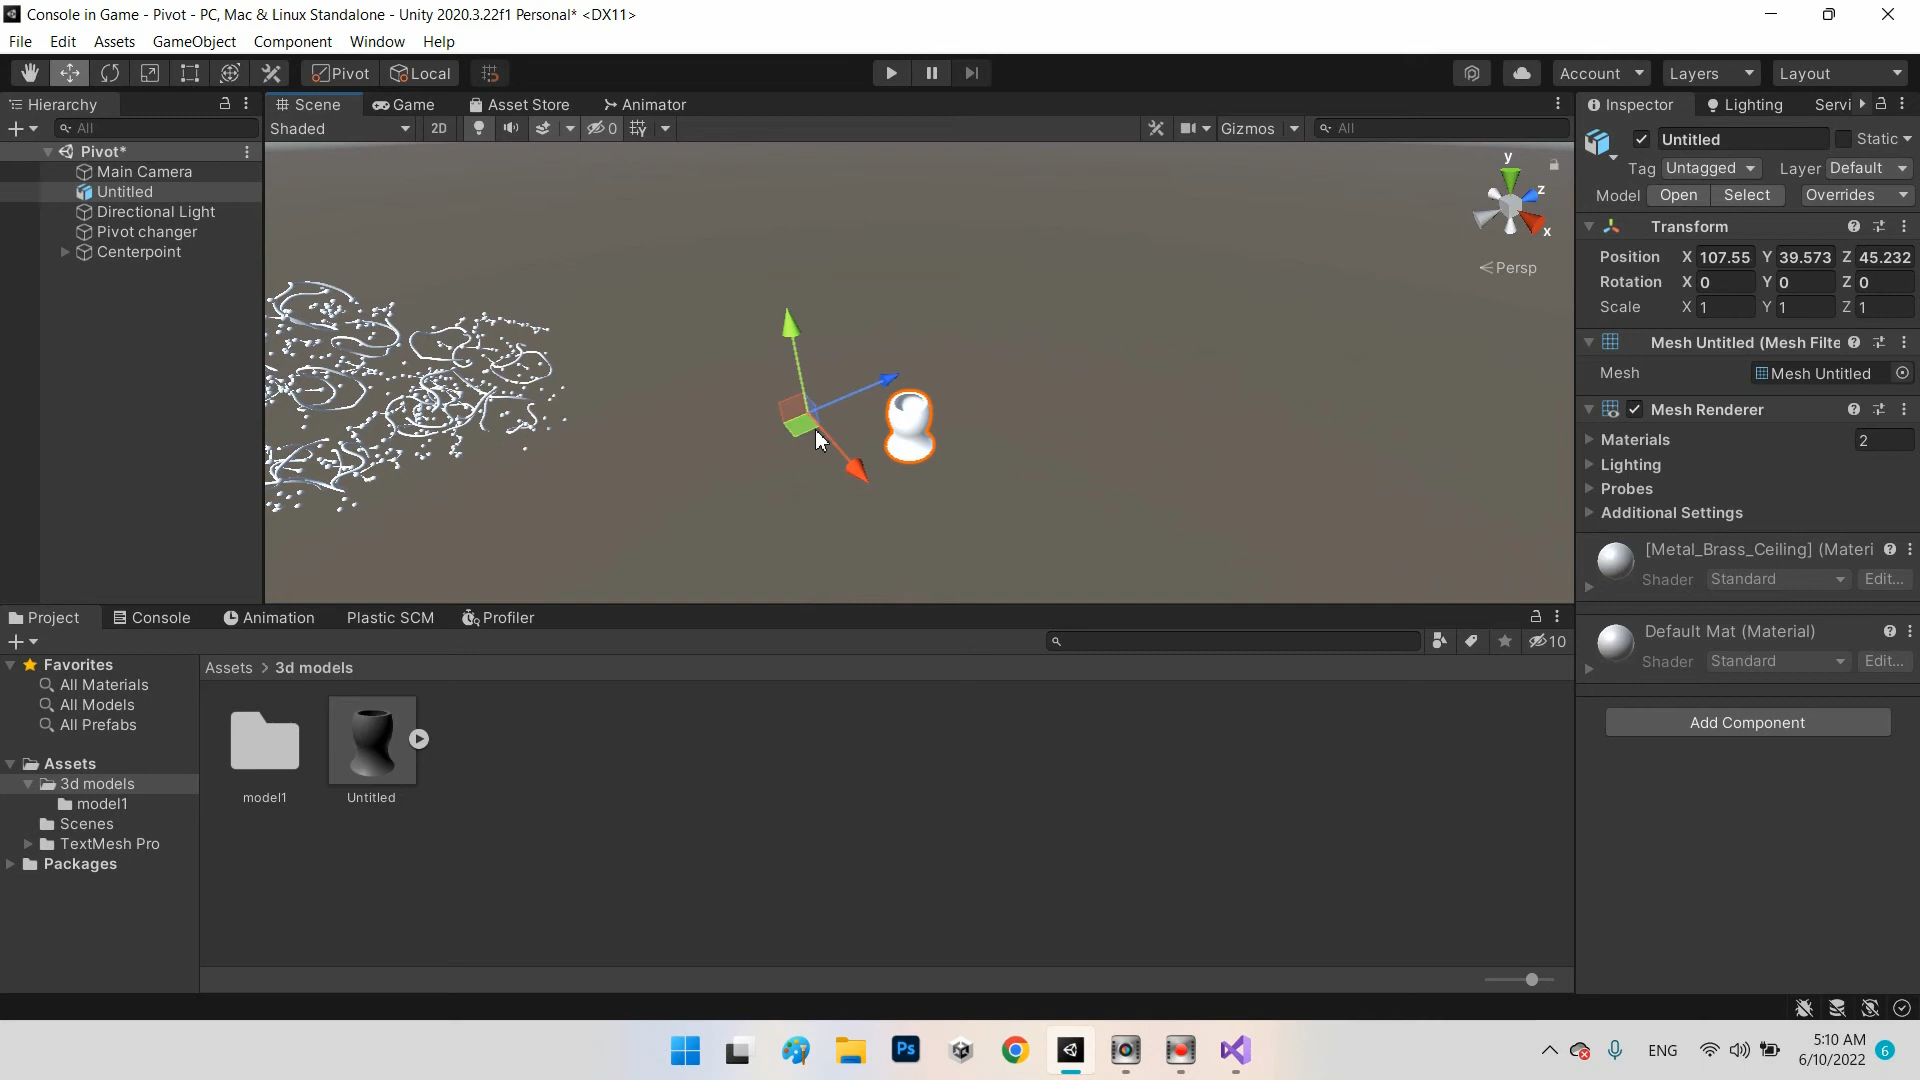 Console in Game - Pivot - PC, Mac & Linux Standalone - Unity 2020.3.22f1 Personal* <DX11>
File Edit Assets GameObject Component Window Help
Pivot Local Account Layers Layout
Hierarchy Scene Game Asset Store Animator Inspector Lighting Servi
All Shaded 2D 0 Gizmos All
Pivot*
Main Camera
Untitled
Directional Light
Pivot changer
Centerpoint
y
z
x
Persp
Untitled Static
Tag Untagged Layer Default
Model Open Select Overrides
Transform
Position X 107.55 Y 39.573 Z 45.232
Rotation X 0 Y 0 Z 0
Scale X 1 Y 1 Z 1
Mesh Untitled (Mesh Filte
Mesh Mesh Untitled
Mesh Renderer
Materials 2
Lighting
Probes
Additional Settings
[Metal_Brass_Ceiling] (Materi
Shader Standard Edit...
Default Mat (Material)
Shader Standard Edit...
Add Component
Project Console Animation Plastic SCM Profiler
10
Favorites
All Materials
All Models
All Prefabs
Assets
3d models
model1
Scenes
TextMesh Pro
Packages
Assets > 3d models
model1 Untitled
Ps
ENG
5:10 AM
6/10/2022
6